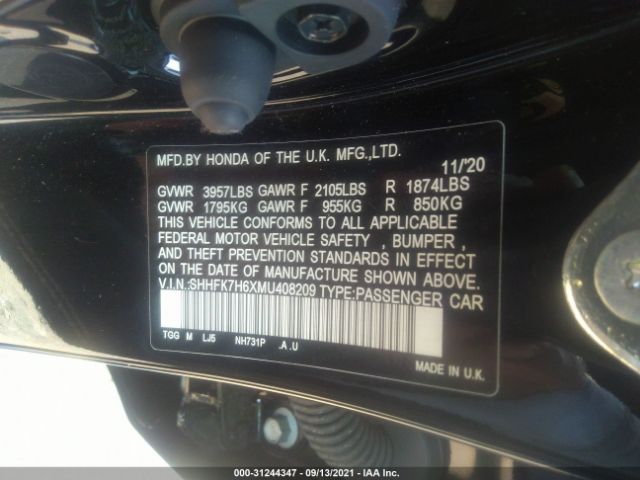 MFD.BY HONDA OF THE U.K. MFG.,LTD.
11/'20
GVWR 3957LBS GAWR F 2105LBS R 1874LBS
GVWR 1795KG GAWR F 955KG R 850KG
THIS VEHICLE CONFORMS TO ALL APPLICABLE
FEDERAL MOTOR VEHICLE SAFETY , BUMPER ,
AND THEFT PREVENTION STANDARDS IN EFFECT
ON THE DATE OF MANUFACTURE SHOWN ABOVE.
V.I.N.:SHHFK7H6XMU408209 TYPE:PASSENGER CAR
TGG M LJ5 NH731P .A.U
MADE IN U.K.
000-31244347 - 09/13/2021 - IAA Inc.